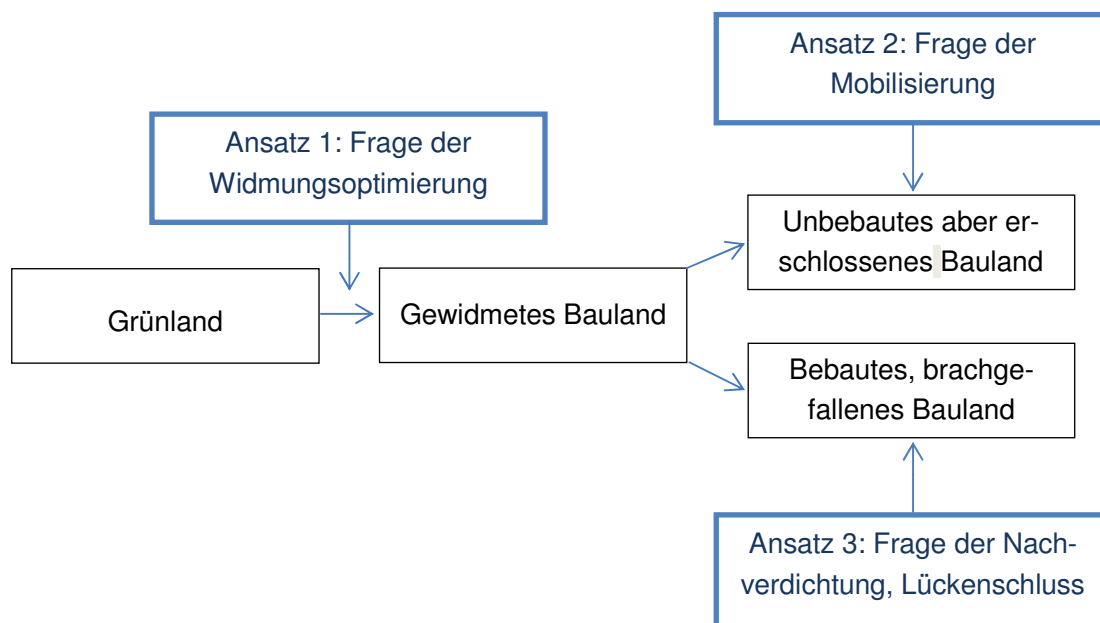 Ansatz 2: Frage der
Mobilisierung
Ansatz 1: Frage der
Widmungsoptimierung
Unbebautes aber er-
schlossenes Bauland
Grünland
Gewidmetes Bauland
Bebautes, brachge-
fallenes Bauland
Ansatz 3: Frage der Nach-
verdichtung, Lückenschluss